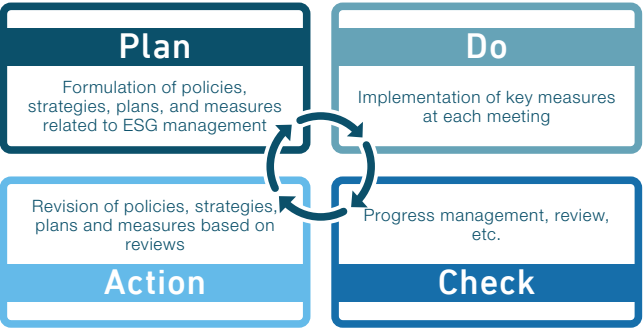 Plan
Formulation of policies,
strategies, plans, and measures
related to ESG management
Do
Implementation of key measures
at each meeting
Revision of policies, strategies,
plans and measures based on
reviews
Action
Progress management, review,
etc.
Check